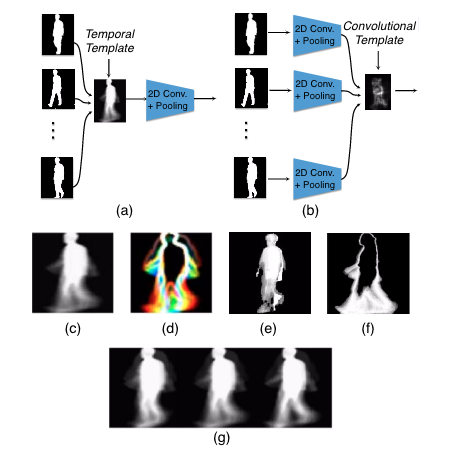 Temporal
Template
2D Conv.
+ Pooling
(a)
Convolutional
Template
2D Conv.
+ Pooling
2D Conv.
+ Pooling
2D Conv.
+ Pooling
(b)
(c)
(d)
(e)
(f)
(g)